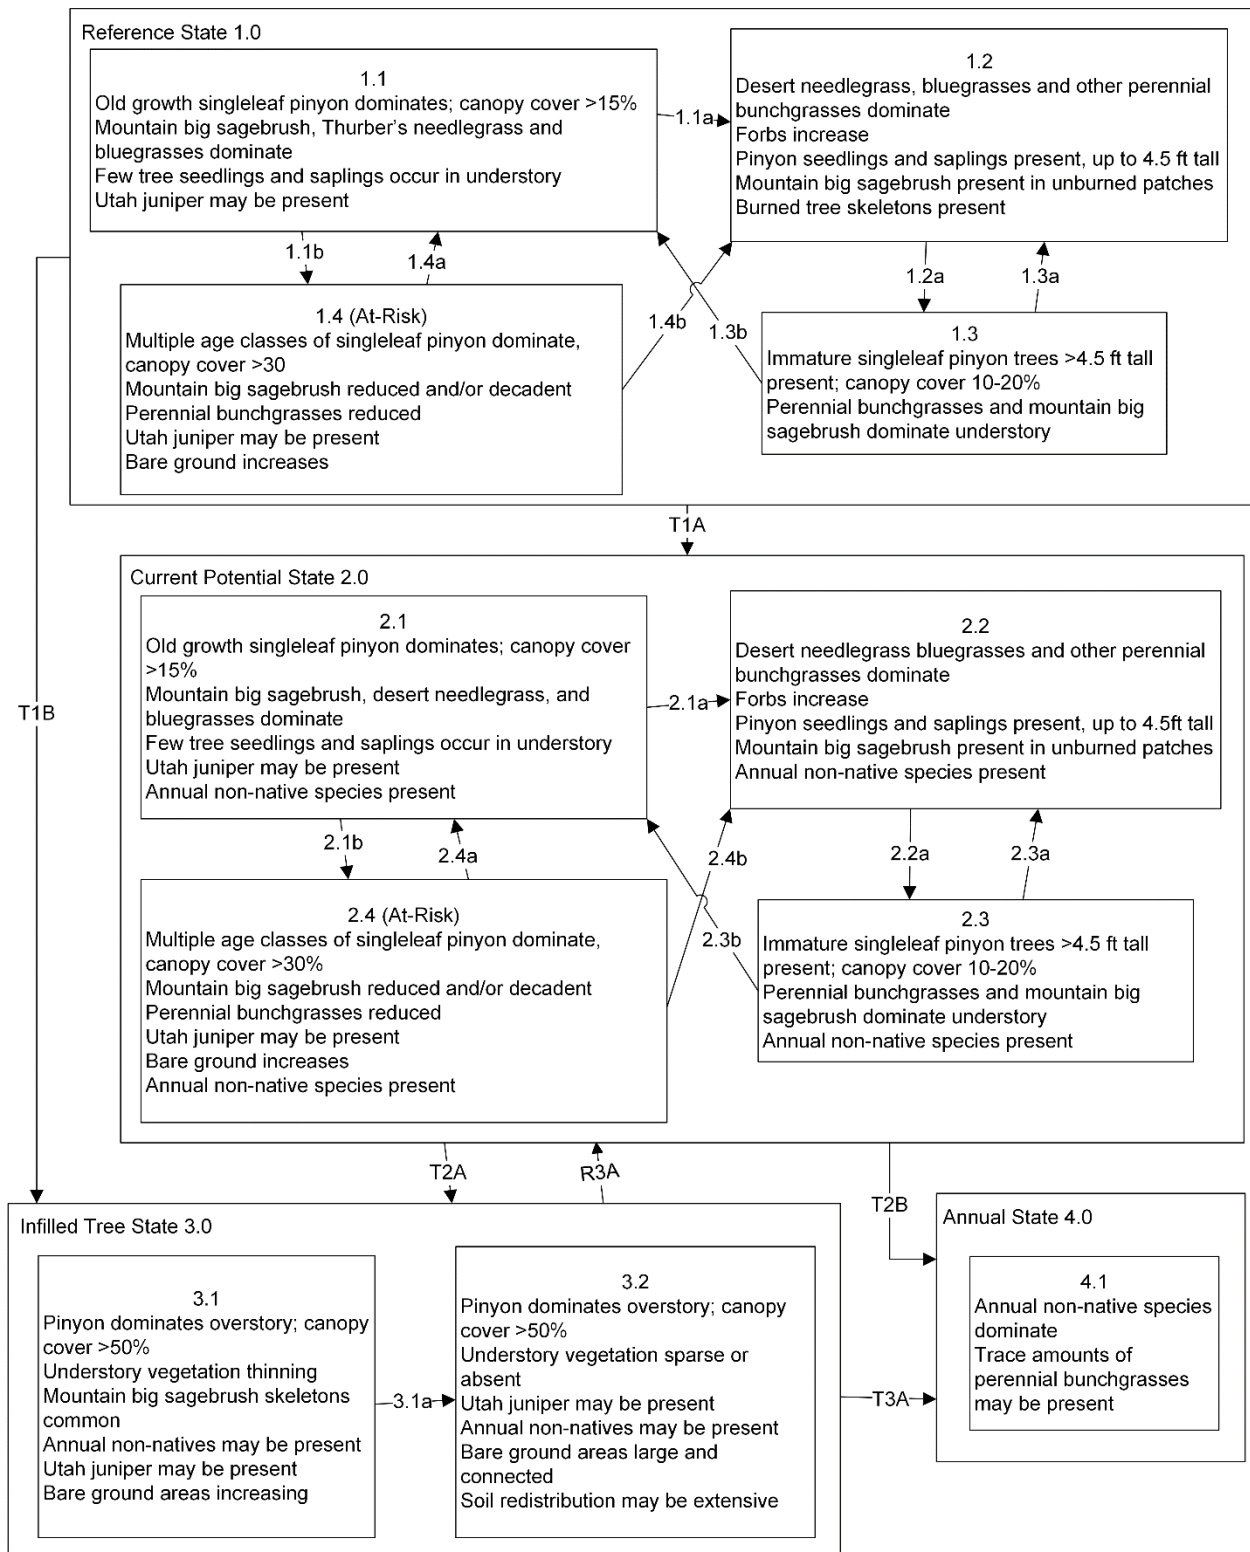 Reference State 1.0
1.1
Old growth singleleaf pinyon dominates; canopy cover >15%
Mountain big sagebrush, Thurber's needlegrass and
bluegrasses dominate
Few tree seedlings and saplings occur in understory
Utah juniper may be present
1.1a
1.2
Desert needlegrass, bluegrasses and other perennial
bunchgrasses dominate
Forbs increase
Pinyon seedlings and saplings present, up to 4.5 ft tall
Mountain big sagebrush present in unburned patches
Burned tree skeletons present
1.1b
1.4a
1.2a
1.3a
1.4 (At-Risk)
Multiple age classes of singleleaf pinyon dominate,
canopy cover >30
Mountain big sagebrush reduced and/or decadent
Perennial bunchgrasses reduced
Utah juniper may be present
Bare ground increases
1.4b
1.3b
1.3
Immature singleleaf pinyon trees >4.5 ft tall
present; canopy cover 10-20%
Perennial bunchgrasses and mountain big
sagebrush dominate understory
T1A
T1B
Current Potential State 2.0
2.1
Old growth singleleaf pinyon dominates; canopy cover
>15%
Mountain big sagebrush, desert needlegrass, and
bluegrasses dominate
Few tree seedlings and saplings occur in understory
Utah juniper may be present
Annual non-native species present
2.1a
2.2
Desert needlegrass bluegrasses and other perennial
bunchgrasses dominate
Forbs increase
Pinyon seedlings and saplings present, up to 4.5ft tall
Mountain big sagebrush present in unburned patches
Annual non-native species present
2.1b
2.4a
2.4b
2.2a
2.3a
2.4 (At-Risk)
Multiple age classes of singleleaf pinyon dominate,
canopy cover >30%
Mountain big sagebrush reduced and/or decadent
Perennial bunchgrasses reduced
Utah juniper may be present
Bare ground increases
Annual non-native species present
2.3b
2.3
Immature singleleaf pinyon trees >4.5 ft tall
present; canopy cover 10-20%
Perennial bunchgrasses and mountain big
sagebrush dominate understory
Annual non-native species present
T2A
R3A
T2B
Infilled Tree State 3.0
3.1
Pinyon dominates overstory; canopy
cover >50%
Understory vegetation thinning
Mountain big sagebrush skeletons
common
Annual non-natives may be present
Utah juniper may be present
Bare ground areas increasing
3.1a
3.2
Pinyon dominates overstory; canopy
cover >50%
Understory vegetation sparse or
absent
Utah juniper may be present
Annual non-natives may be present
Bare ground areas large and
connected
Soil redistribution may be extensive
T3A
Annual State 4.0
4.1
Annual non-native species
dominate
Trace amounts of
perennial bunchgrasses
may be present